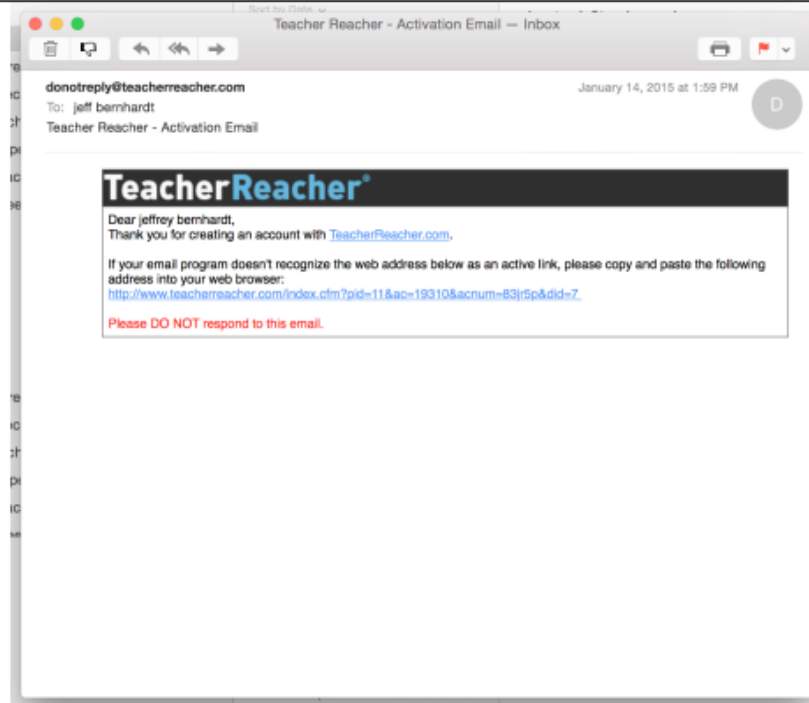 Sort by Date
Teacher Reacher - Activation Email — Inbox
donotreply@teacherreacher.com
January 14, 2015 at 1:59 PM
D
To: jeff bernhardt
Teacher Reacher - Activation Email
TeacherReacher®
Dear jeffrey bernhardt,
Thank you for creating an account with TeacherReacher.com.
If your email program doesn't recognize the web address below as an active link, please copy and paste the following
address into your web browser:
http://www.teacherreacher.com/index.cfm?pid=11&ac=19310&acnum=83jr5p&did=7
Please DO NOT respond to this email.